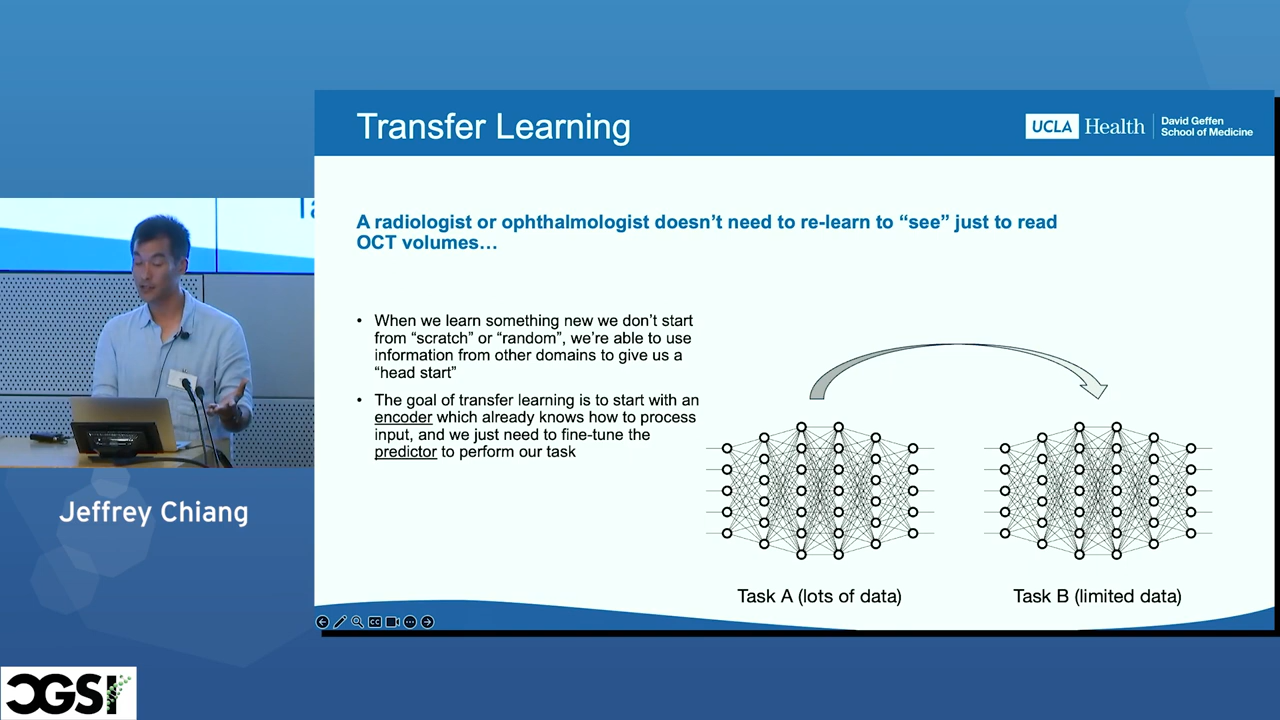 Transfer Learning
UCLA Health
David Geffen
School of Medicine
A radiologist or ophthalmologist doesn’t need to re-learn to “see” just to read
OCT volumes…
• When we learn something new we don’t start
from “scratch” or “random”, we’re able to use
information from other domains to give us a
“head start”
• The goal of transfer learning is to start with an
encoder which already knows how to process
input, and we just need to fine-tune the
predictor to perform our task
Task A (lots of data)
Task B (limited data)
CC
Jeffrey Chiang
CGSI